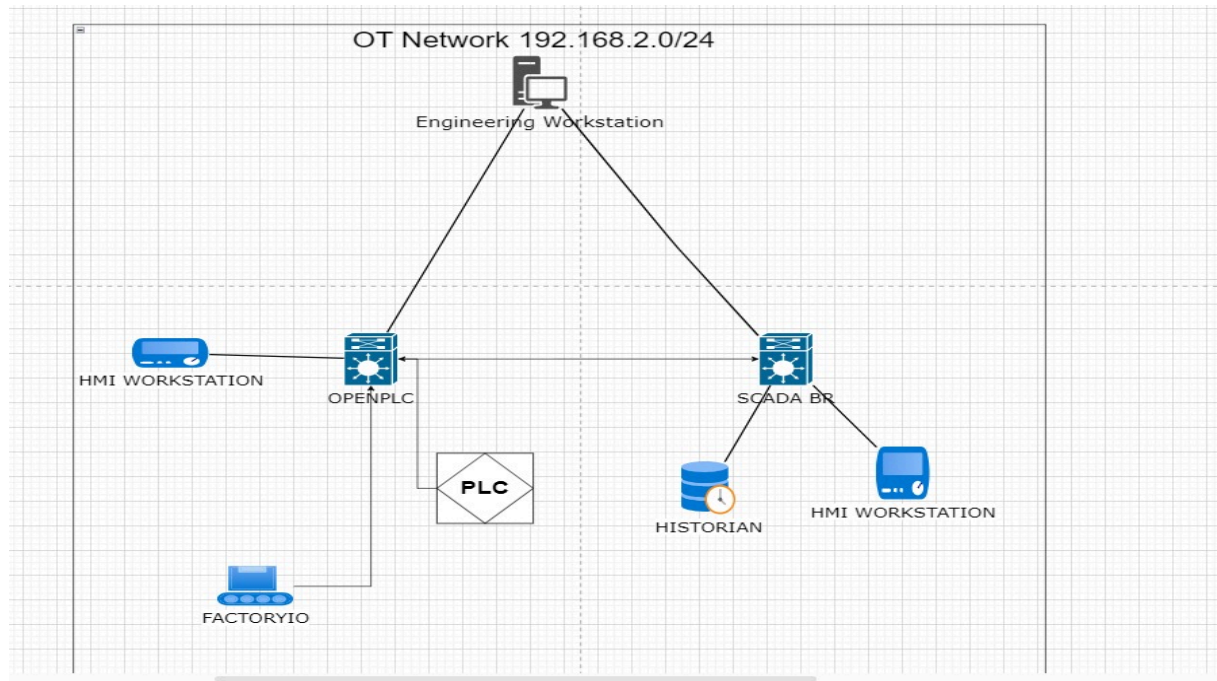 OT Network 192.168.2.0/24
Engineering Workstation
HMI WORKSTATION
OPENPLC
SCADA BR
PLC
HISTORIAN
HMI WORKSTATION
FACTORYIO